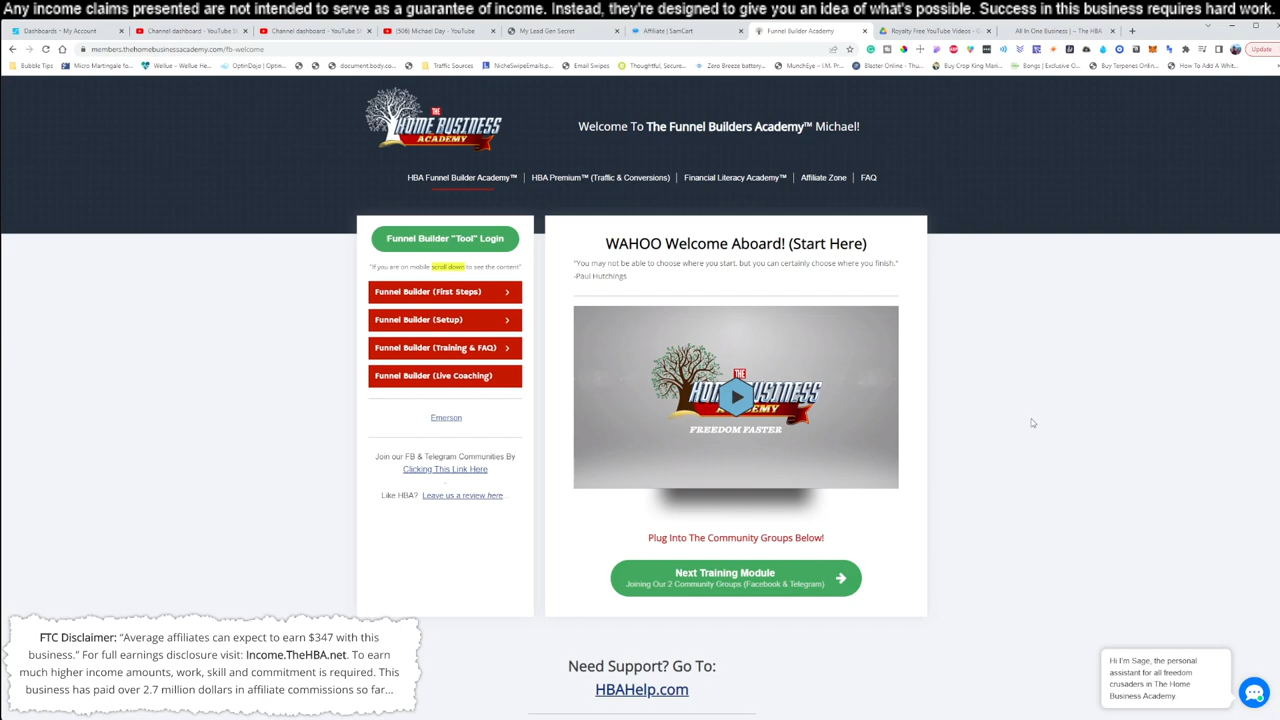 Any income claims presented are not intended to serve as a guarantee of income. Instead, they're designed to give you an idea of what's possible. Success in this business requires hard work.
Dashboards - My Account
Channel dashboard - YouTube St
Channel dashboard - YouTube St
(506) Michael Day - YouTube
My Lead Gen Secret
Affiliate | SamCart
Funnel Builder Academy
Royalty Free YouTube Videos - G
All In One Business | – The HBA
members.thehomebusinessacademy.com/fb-welcome
Update
Bubble Tips
Micro Martingale fo...
Wellue – Wellue He...
OptinDojo | Optin...
document.body.co...
Traffic Sources
NicheSwipeEmails.p...
Email Swipes
Thoughtful, Secure...
Zero Breeze battery...
MunchEye – I.M. Pr...
Blaster Online - Thu...
Buy Crop King Mari...
Bongs | Exclusive O...
Buy Terpenes Onlin...
How To Add A Whit...
THE
HOME BUSINESS
ACADEMY
Welcome To The Funnel Builders Academy™ Michael!
HBA Funnel Builder Academy™
HBA Premium™ (Traffic & Conversions)
Financial Literacy Academy™
Affiliate Zone
FAQ
Funnel Builder "Tool" Login
"If you are on mobile scroll down to see the content"
Funnel Builder (First Steps)
Funnel Builder (Setup)
Funnel Builder (Training & FAQ)
Funnel Builder (Live Coaching)
Emerson
Join our FB & Telegram Communities By
Clicking This Link Here
Like HBA? Leave us a review here
WAHOO Welcome Aboard! (Start Here)
"You may not be able to choose where you start, but you can certainly choose where you finish."
-Paul Hutchings
THE
HOME BUSINESS
ACADEMY
FREEDOM FASTER
Plug Into The Community Groups Below!
Next Training Module
Joining Our 2 Community Groups (Facebook & Telegram)
FTC Disclaimer: "Average affiliates can expect to earn $347 with this
business." For full earnings disclosure visit: Income.TheHBA.net. To earn
much higher income amounts, work, skill and commitment is required. This
business has paid over 2.7 million dollars in affiliate commissions so far...
Need Support? Go To:
HBAHelp.com
Hi I'm Sage, the personal
assistant for all freedom
crusaders in The Home
Business Academy